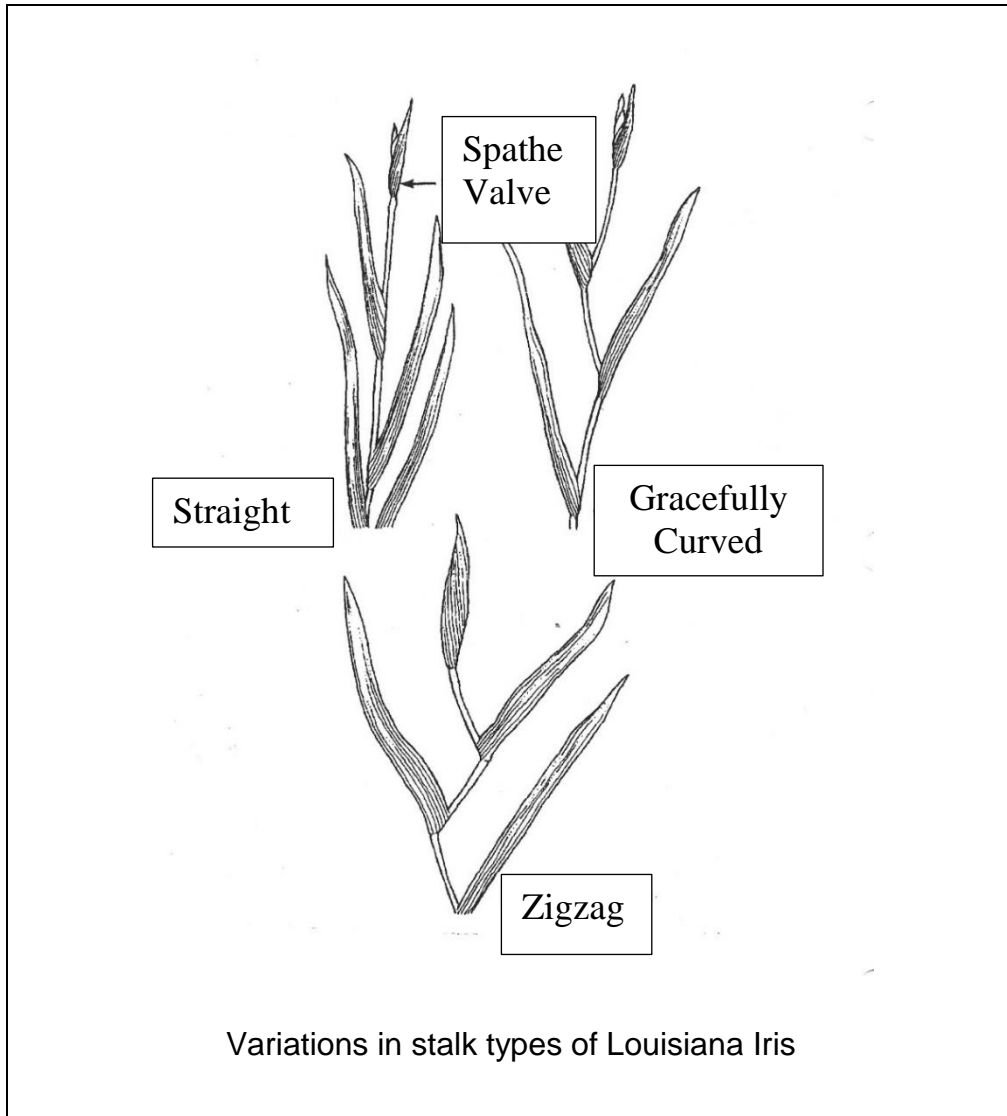 Spathe
Valve
Straight
Gracefully
Curved
Zigzag
Variations in stalk types of Louisiana Iris